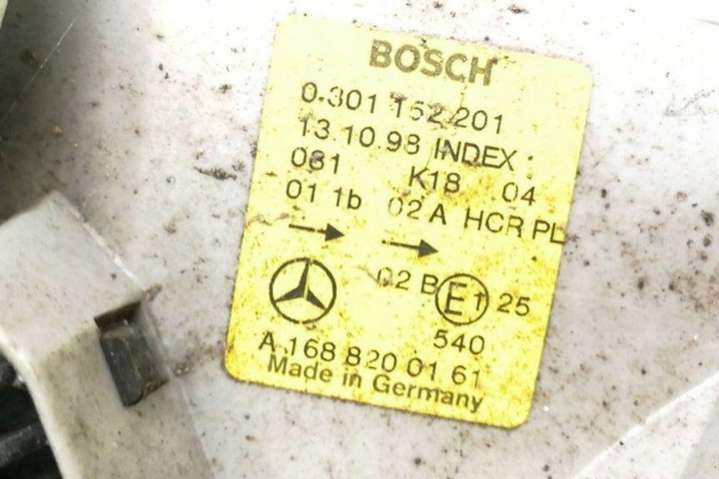 BOSCH
0.301 152 201
13.10.98 INDEX:
081 K18 04
01 1b 02 A HCR PL
02 B E1 25
540
A 168 820 01 61
Made in Germany